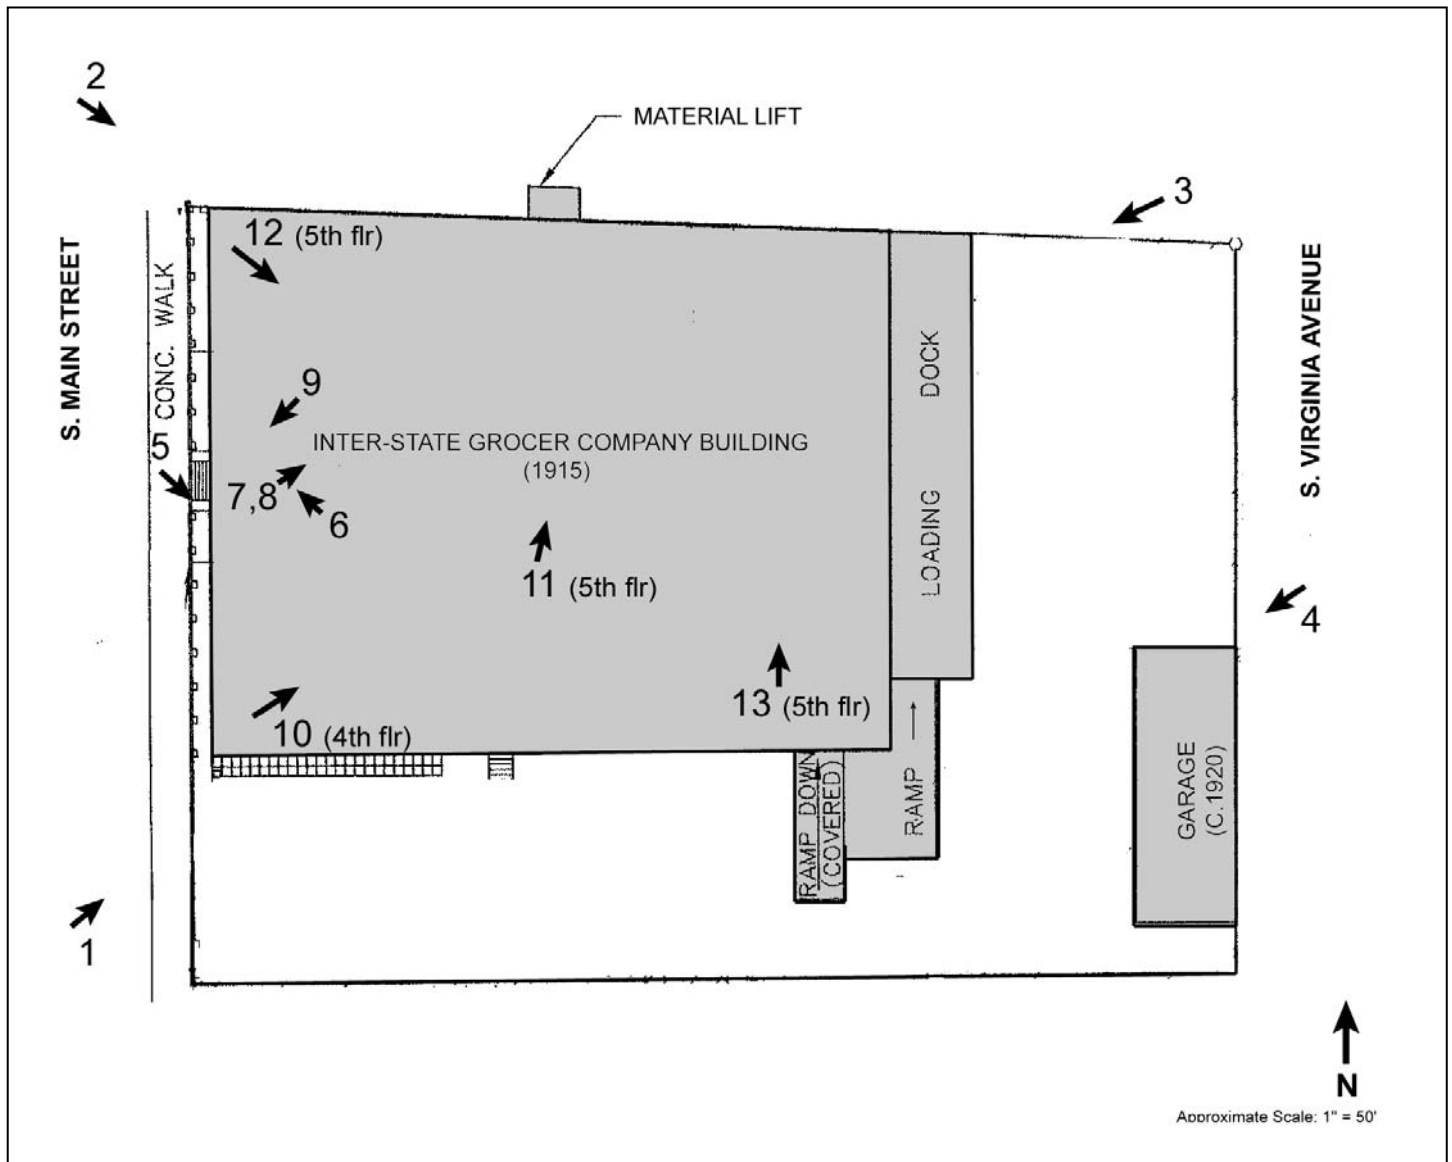 2
MATERIAL LIFT
3
12 (5th flr)
S. MAIN STREET
CONC. WALK
S. VIRGINIA AVENUE
DOCK
9
5
INTER-STATE GROCER COMPANY BUILDING
(1915)
7,8
6
LOADING
11 (5th flr)
4
13 (5th flr)
10 (4th flr)
RAMP DOWN
(COVERED)
RAMP
GARAGE
(C.1920)
1
N
Approximate Scale: 1" = 50'